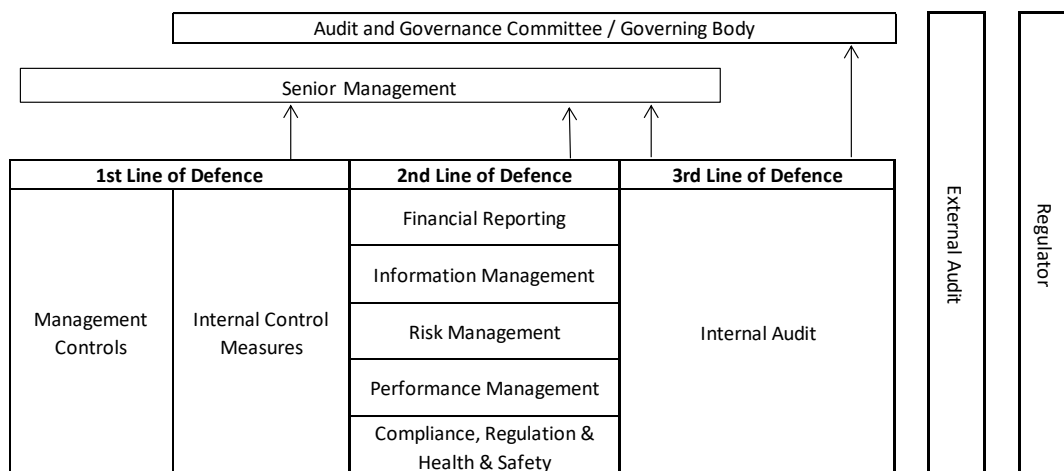 Audit and Governance Committee / Governing Body
Senior Management
1st Line of Defence
2nd Line of Defence
3rd Line of Defence
Management
Controls
Internal Control
Measures
Financial Reporting
Information Management
Risk Management
Performance Management
Compliance, Regulation &
Health & Safety
Internal Audit
External Audit
Regulator